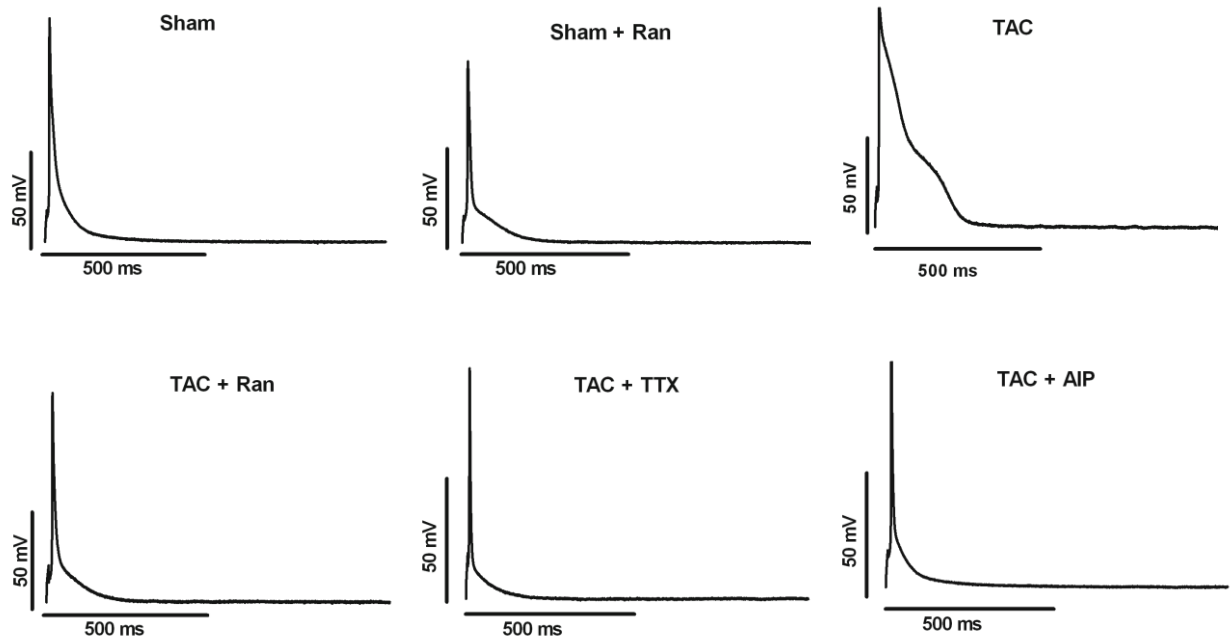 Sham
50 mV
500 ms
Sham + Ran
50 mV
500 ms
TAC
50 mV
500 ms
TAC + Ran
50 mV
500 ms
TAC + TTX
50 mV
500 ms
TAC + AIP
50 mV
500 ms